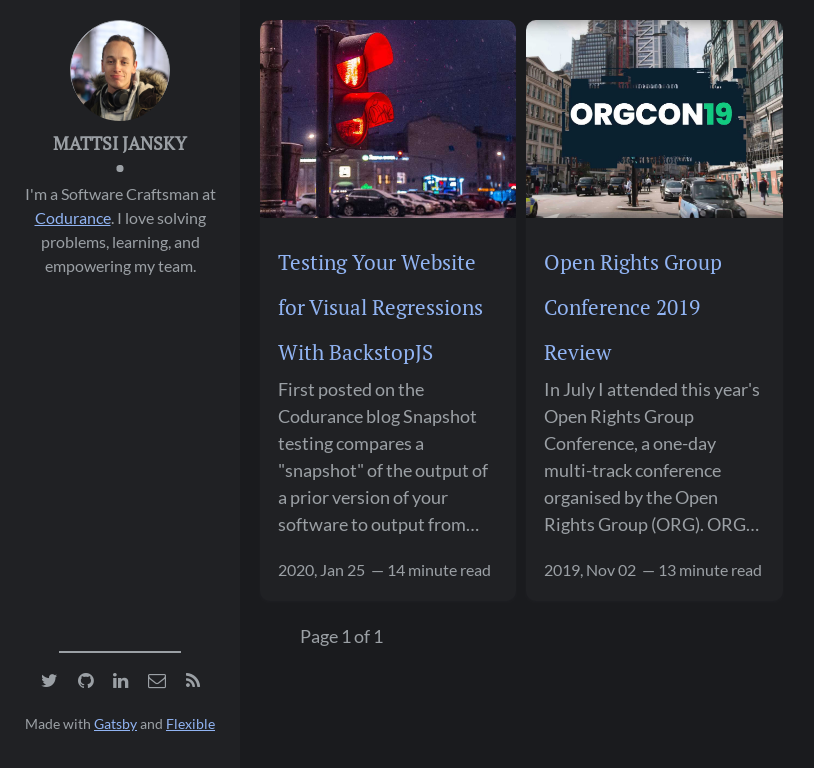 MATTSI JANSKY
I'm a Software Craftsman at
Codurance. I love solving
problems, learning, and
empowering my team.
Made with Gatsby and Flexible
Testing Your Website
for Visual Regressions
With BackstopJS
First posted on the
Codurance blog Snapshot
testing compares a
"snapshot" of the output of
a prior version of your
software to output from…
2020, Jan 25 — 14 minute read
ORGCON19
Open Rights Group
Conference 2019
Review
In July I attended this year's
Open Rights Group
Conference, a one-day
multi-track conference
organised by the Open
Rights Group (ORG). ORG…
2019, Nov 02 — 13 minute read
Page 1 of 1